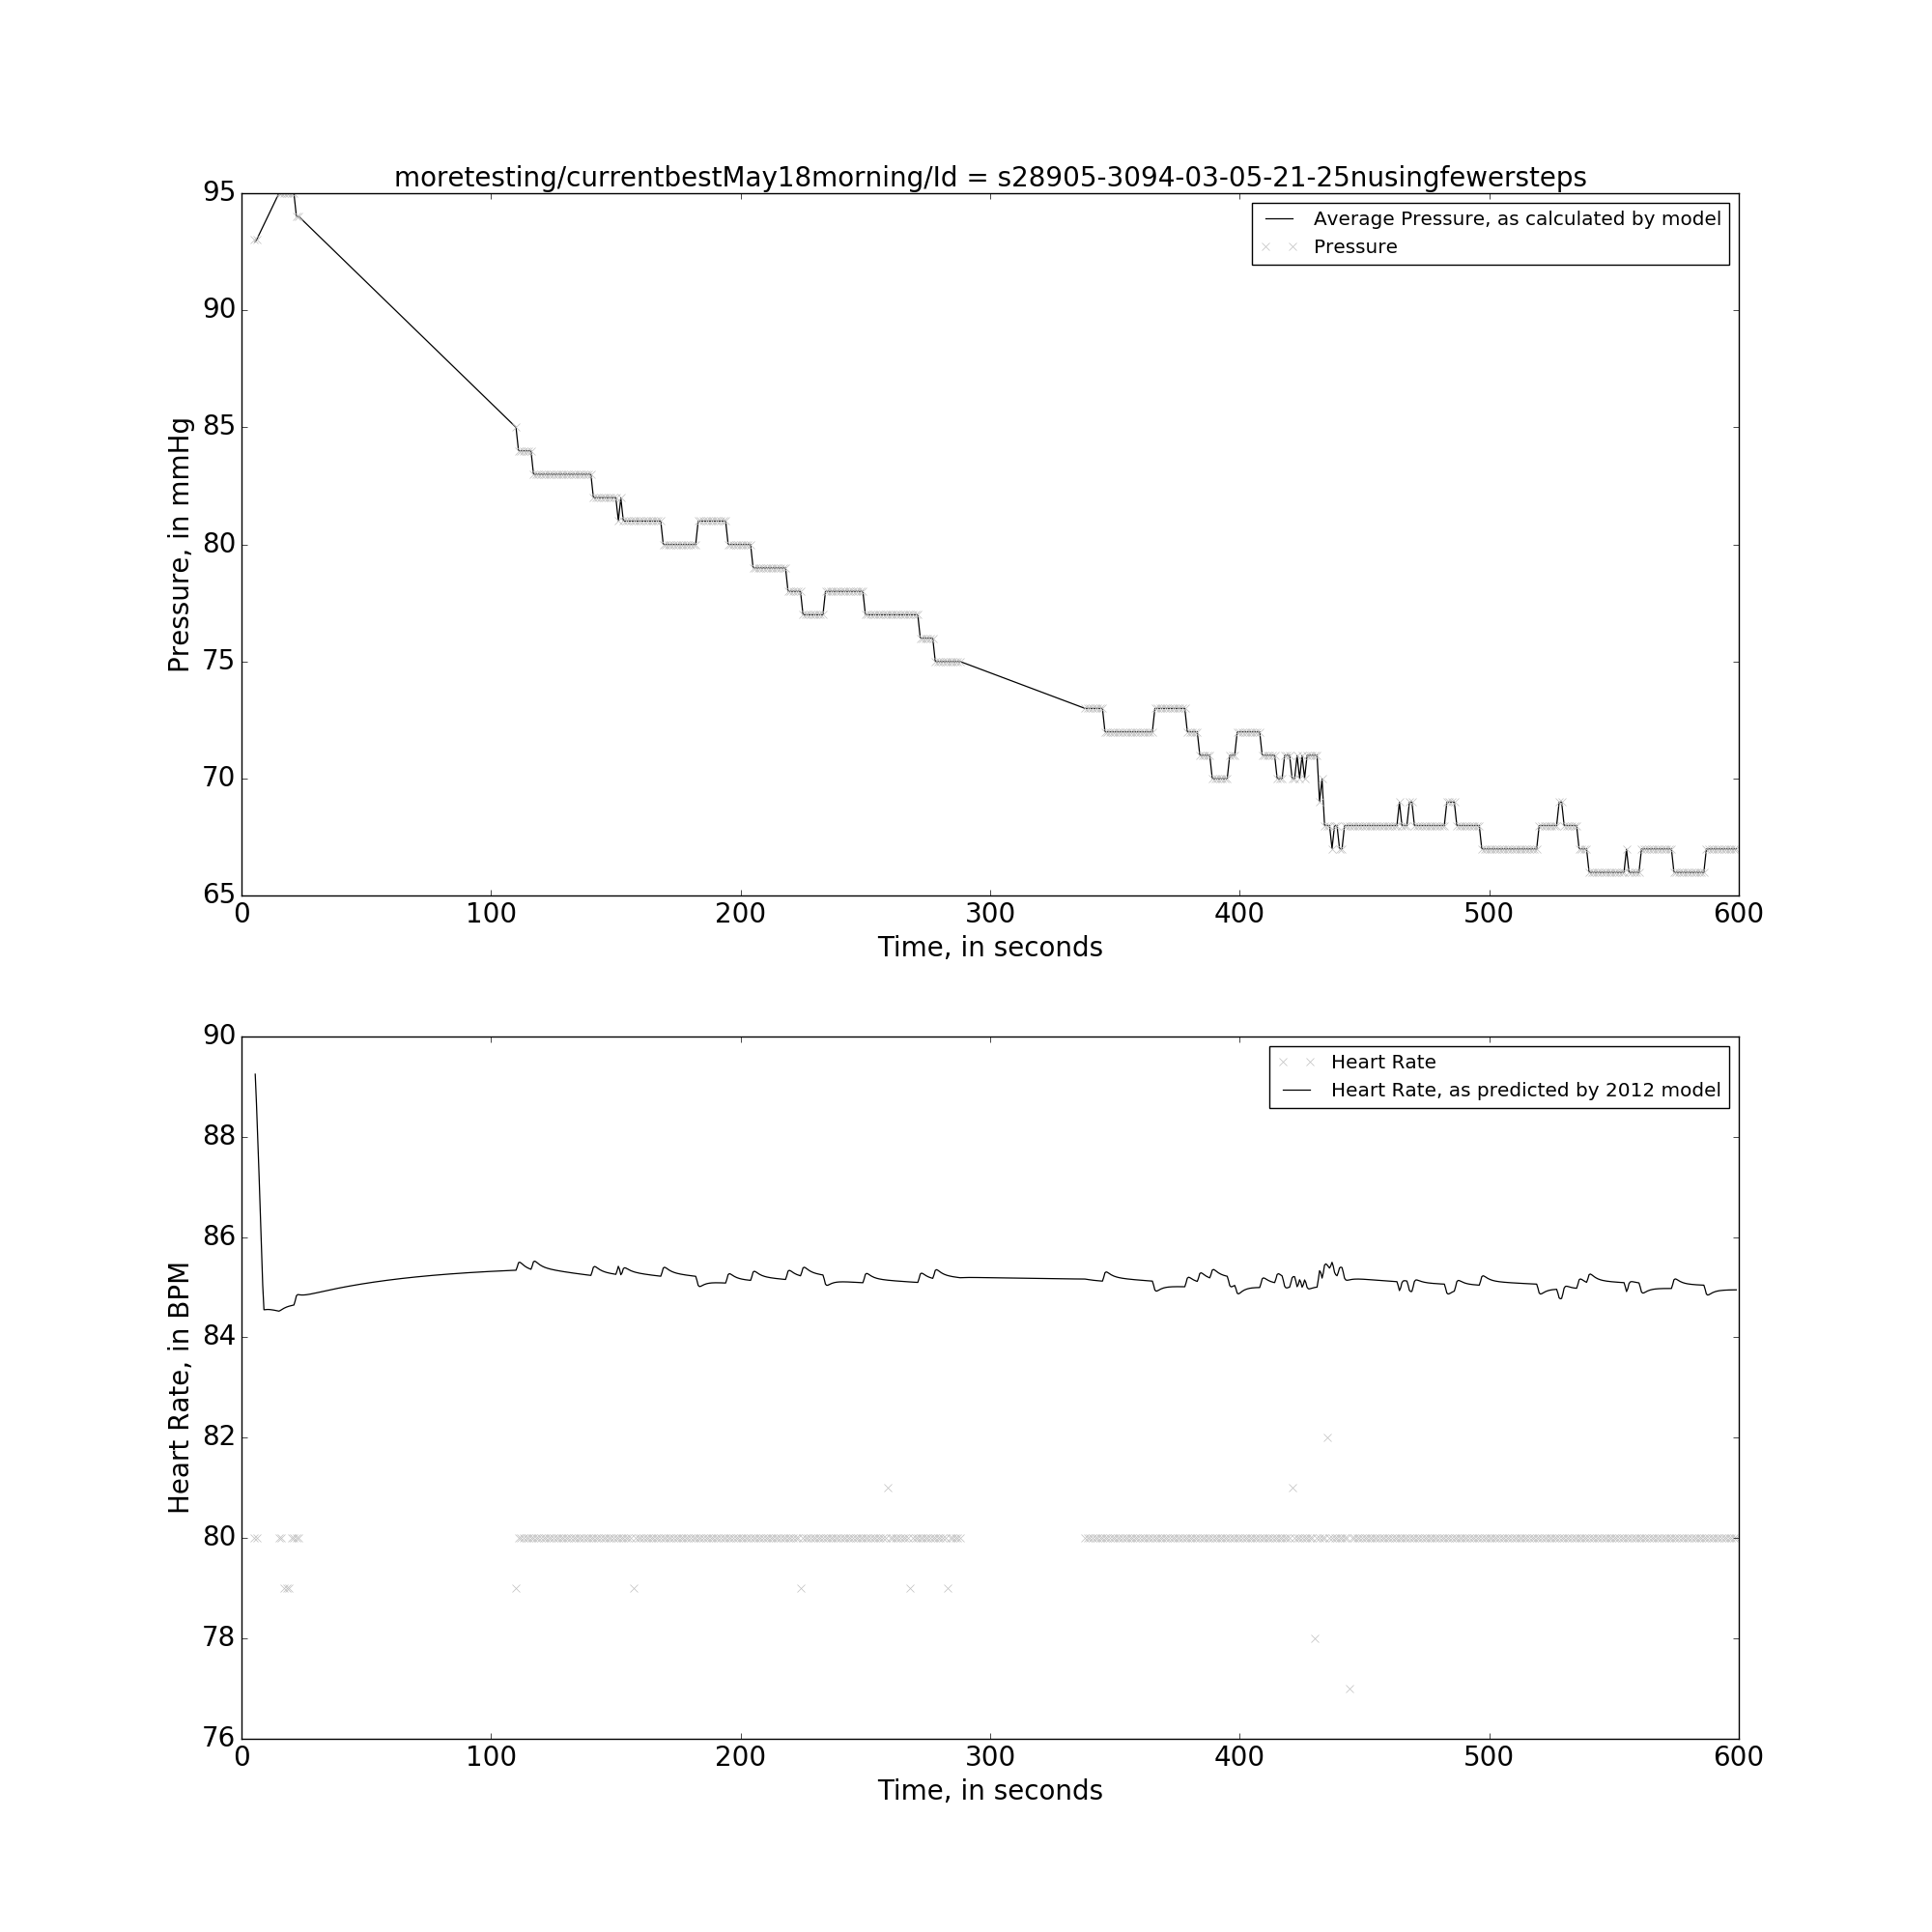 moretesting/currentbestMay18morning/Id = s28905-3094-03-05-21-25nusingfewersteps
Average Pressure, as calculated by model
Pressure
Pressure, in mmHg
95
90
85
80
75
70
65
0 100 200 300 400 500 600
Time, in seconds
Heart Rate
Heart Rate, as predicted by 2012 model
Heart Rate, in BPM
90
88
86
84
82
80
78
76
0 100 200 300 400 500 600
Time, in seconds